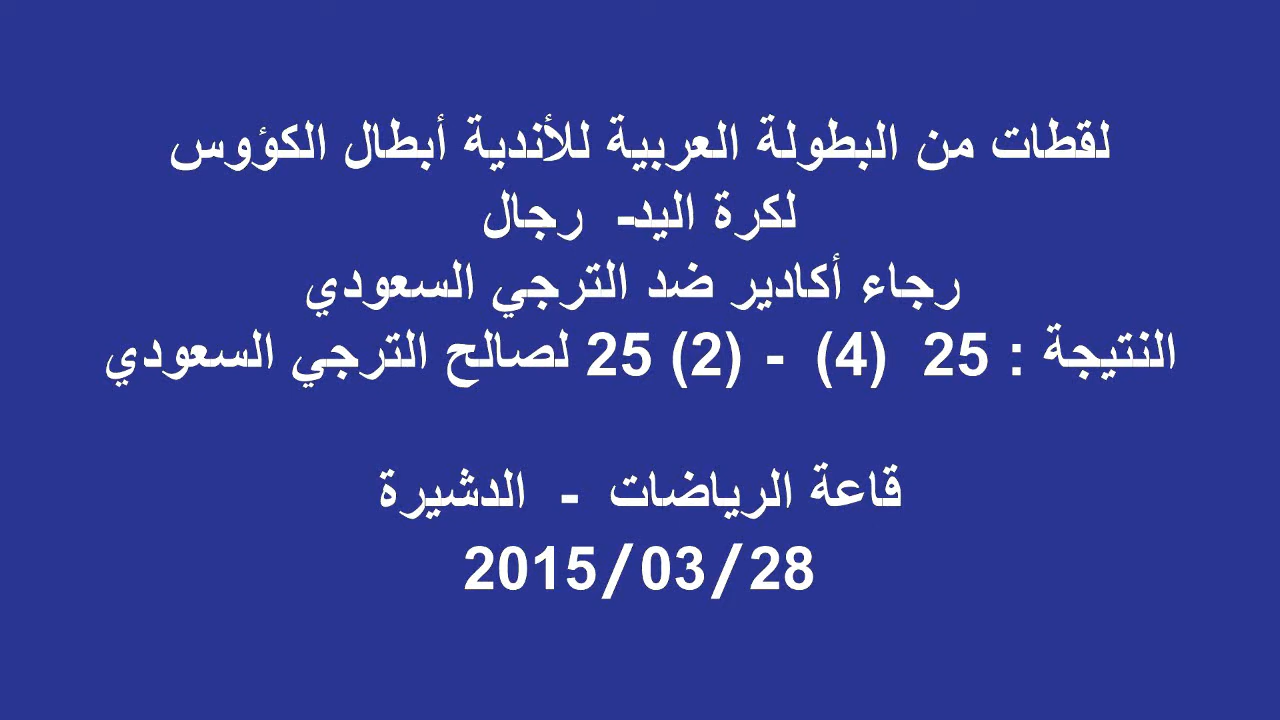 لقطات من البطولة العربية للأندية أبطال الكؤوس
لكرة اليد- رجال
رجاء أكادير ضد الترجي السعودي
النتيجة : 25 (4) - (2) 25 لصالح الترجي السعودي
قاعة الرياضات - الدشيرة
2015/03/28